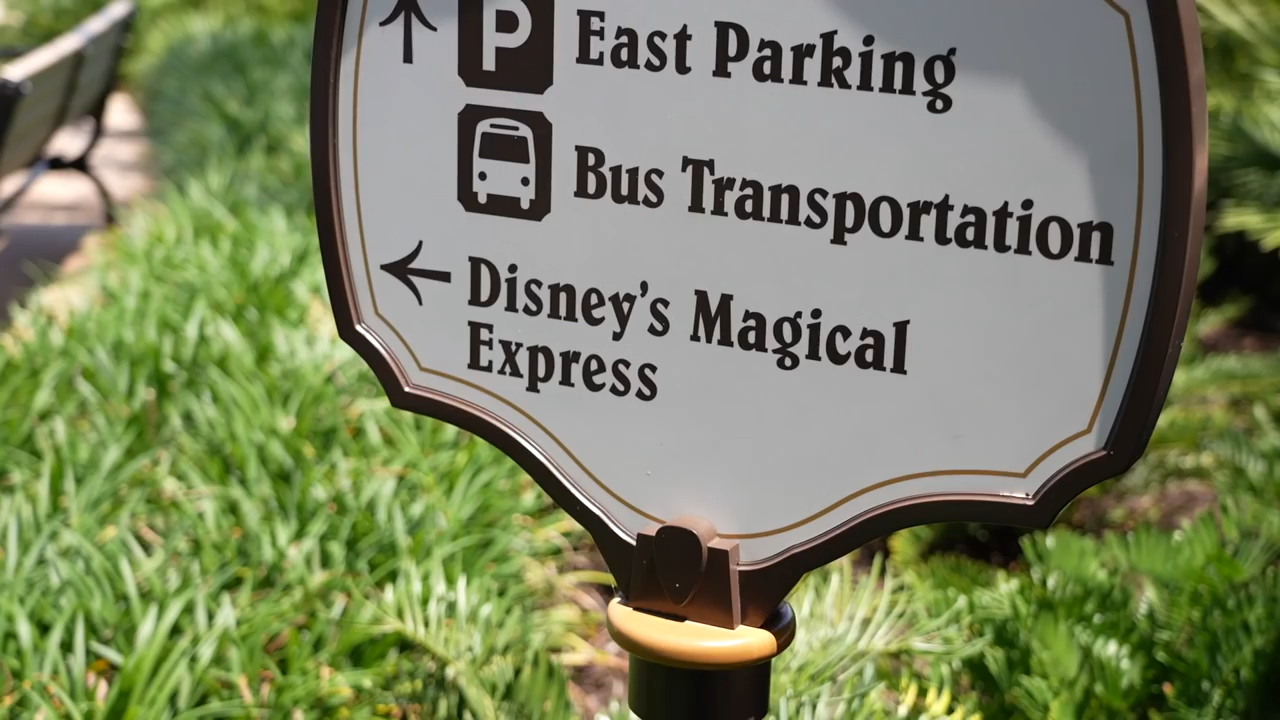 P East Parking
Bus Transportation
Disney's Magical
Express